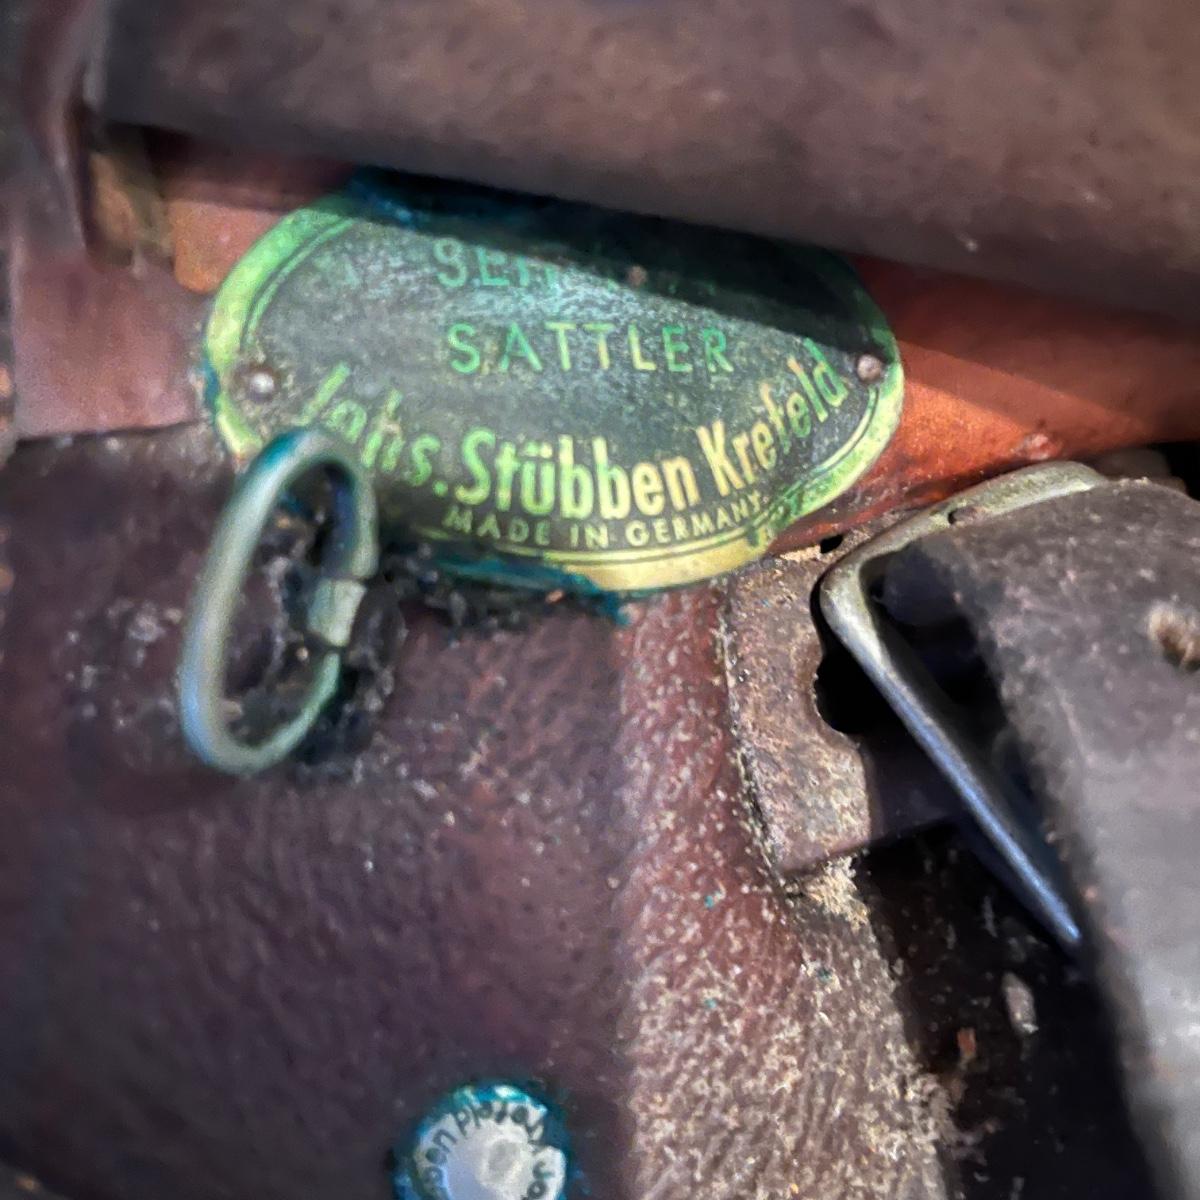 SATTLER
Johs. Stübben Krefeld
MADE IN GERMANY